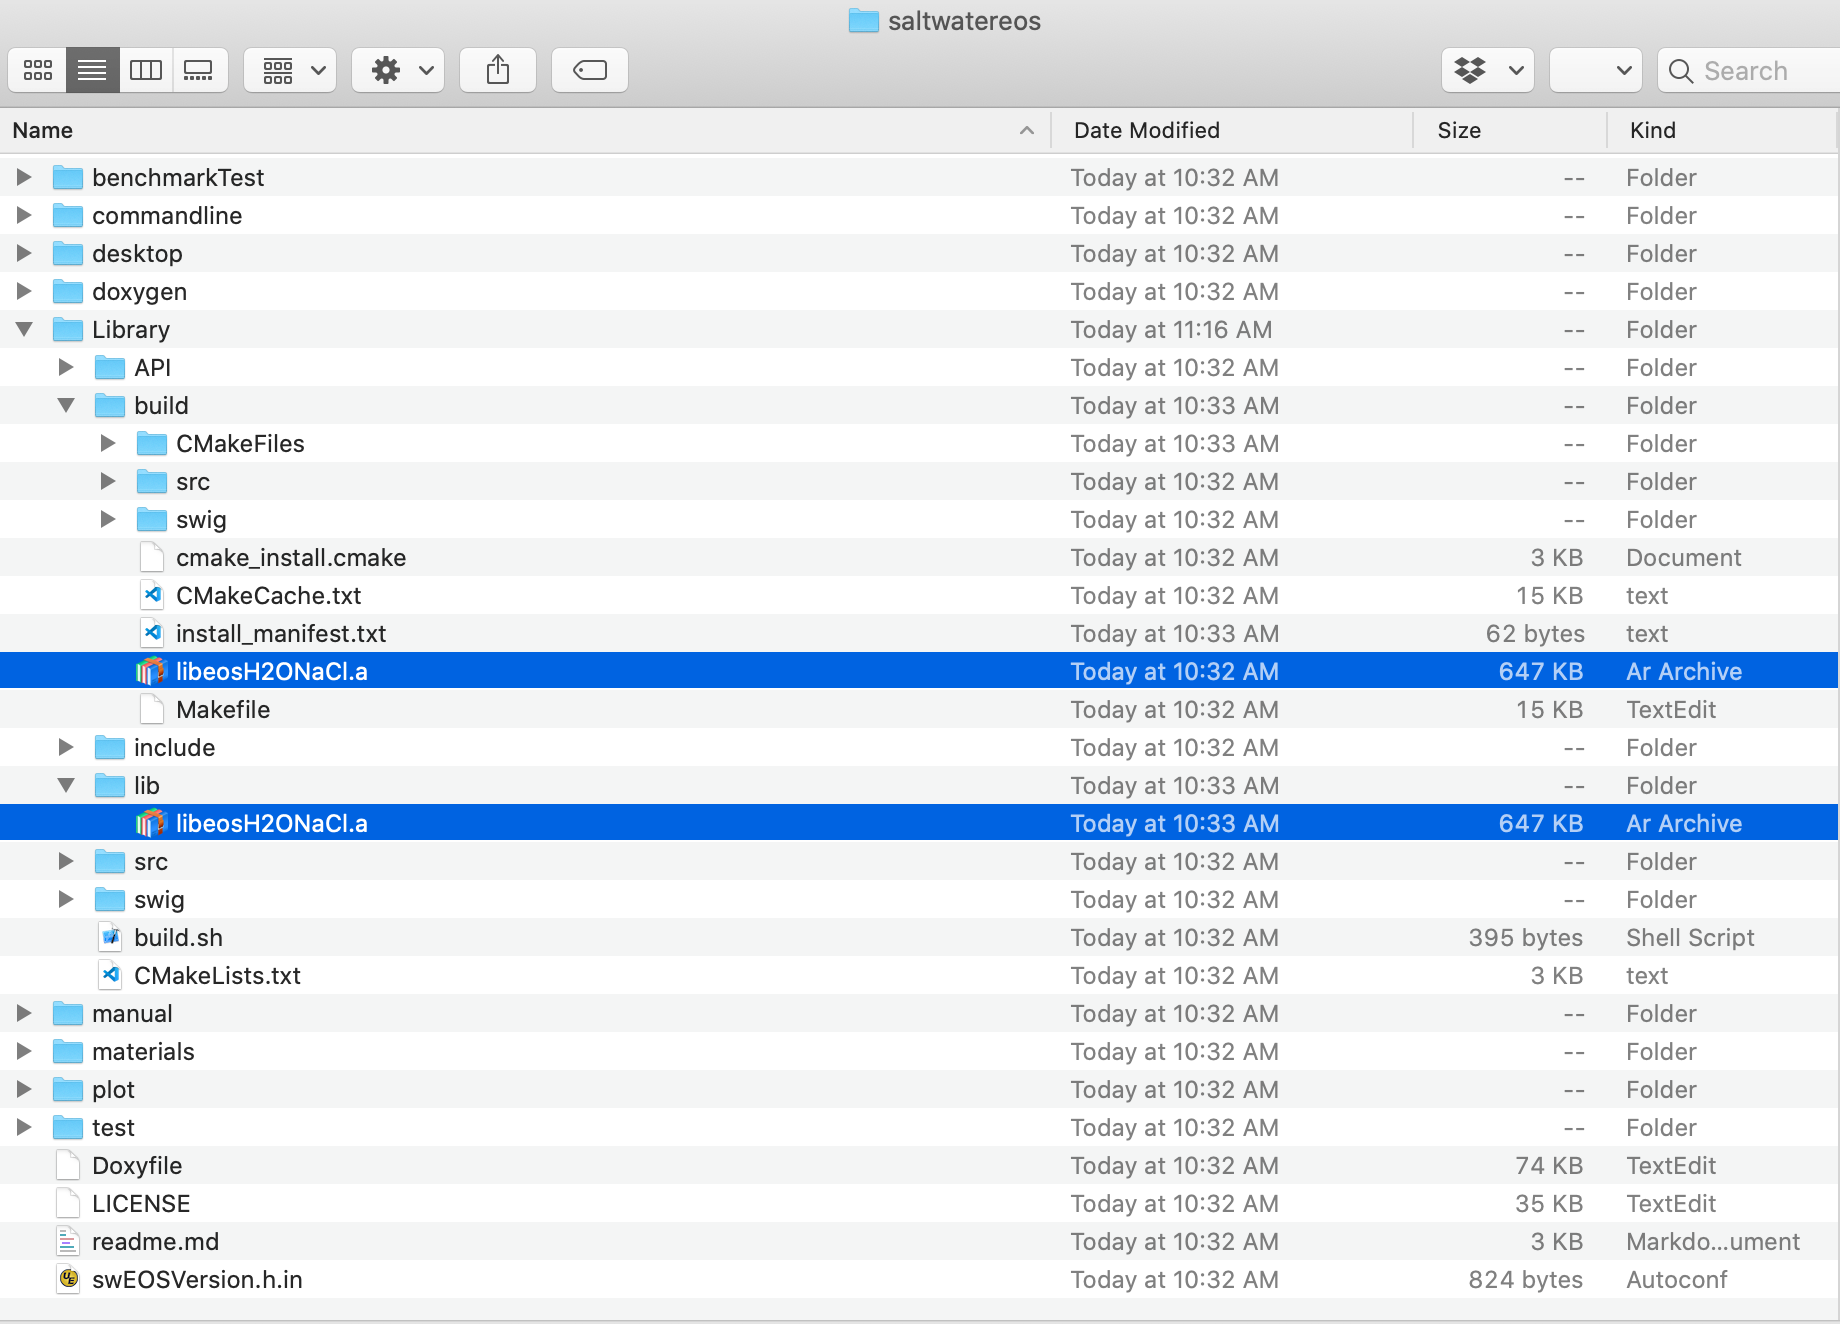 saltwatereos
Search
Name Date Modified Size Kind
benchmarkTest Today at 10:32 AM -- Folder
commandline Today at 10:32 AM -- Folder
desktop Today at 10:32 AM -- Folder
doxygen Today at 10:32 AM -- Folder
Library Today at 11:16 AM -- Folder
API Today at 10:32 AM -- Folder
build Today at 10:33 AM -- Folder
CMakeFiles Today at 10:33 AM -- Folder
src Today at 10:32 AM -- Folder
swig Today at 10:32 AM -- Folder
cmake_install.cmake Today at 10:32 AM 3 KB Document
CMakeCache.txt Today at 10:32 AM 15 KB text
install_manifest.txt Today at 10:33 AM 62 bytes text
libeosH2ONaCl.a Today at 10:32 AM 647 KB Ar Archive
Makefile Today at 10:32 AM 15 KB TextEdit
include Today at 10:32 AM -- Folder
lib Today at 10:33 AM -- Folder
libeosH2ONaCl.a Today at 10:33 AM 647 KB Ar Archive
src Today at 10:32 AM -- Folder
swig Today at 10:32 AM -- Folder
build.sh Today at 10:32 AM 395 bytes Shell Script
CMakeLists.txt Today at 10:32 AM 3 KB text
manual Today at 10:32 AM -- Folder
materials Today at 10:32 AM -- Folder
plot Today at 10:32 AM -- Folder
test Today at 10:32 AM -- Folder
Doxyfile Today at 10:32 AM 74 KB TextEdit
LICENSE Today at 10:32 AM 35 KB TextEdit
readme.md Today at 10:32 AM 3 KB Markdo...ument
swEOSVersion.h.in Today at 10:32 AM 824 bytes Autoconf